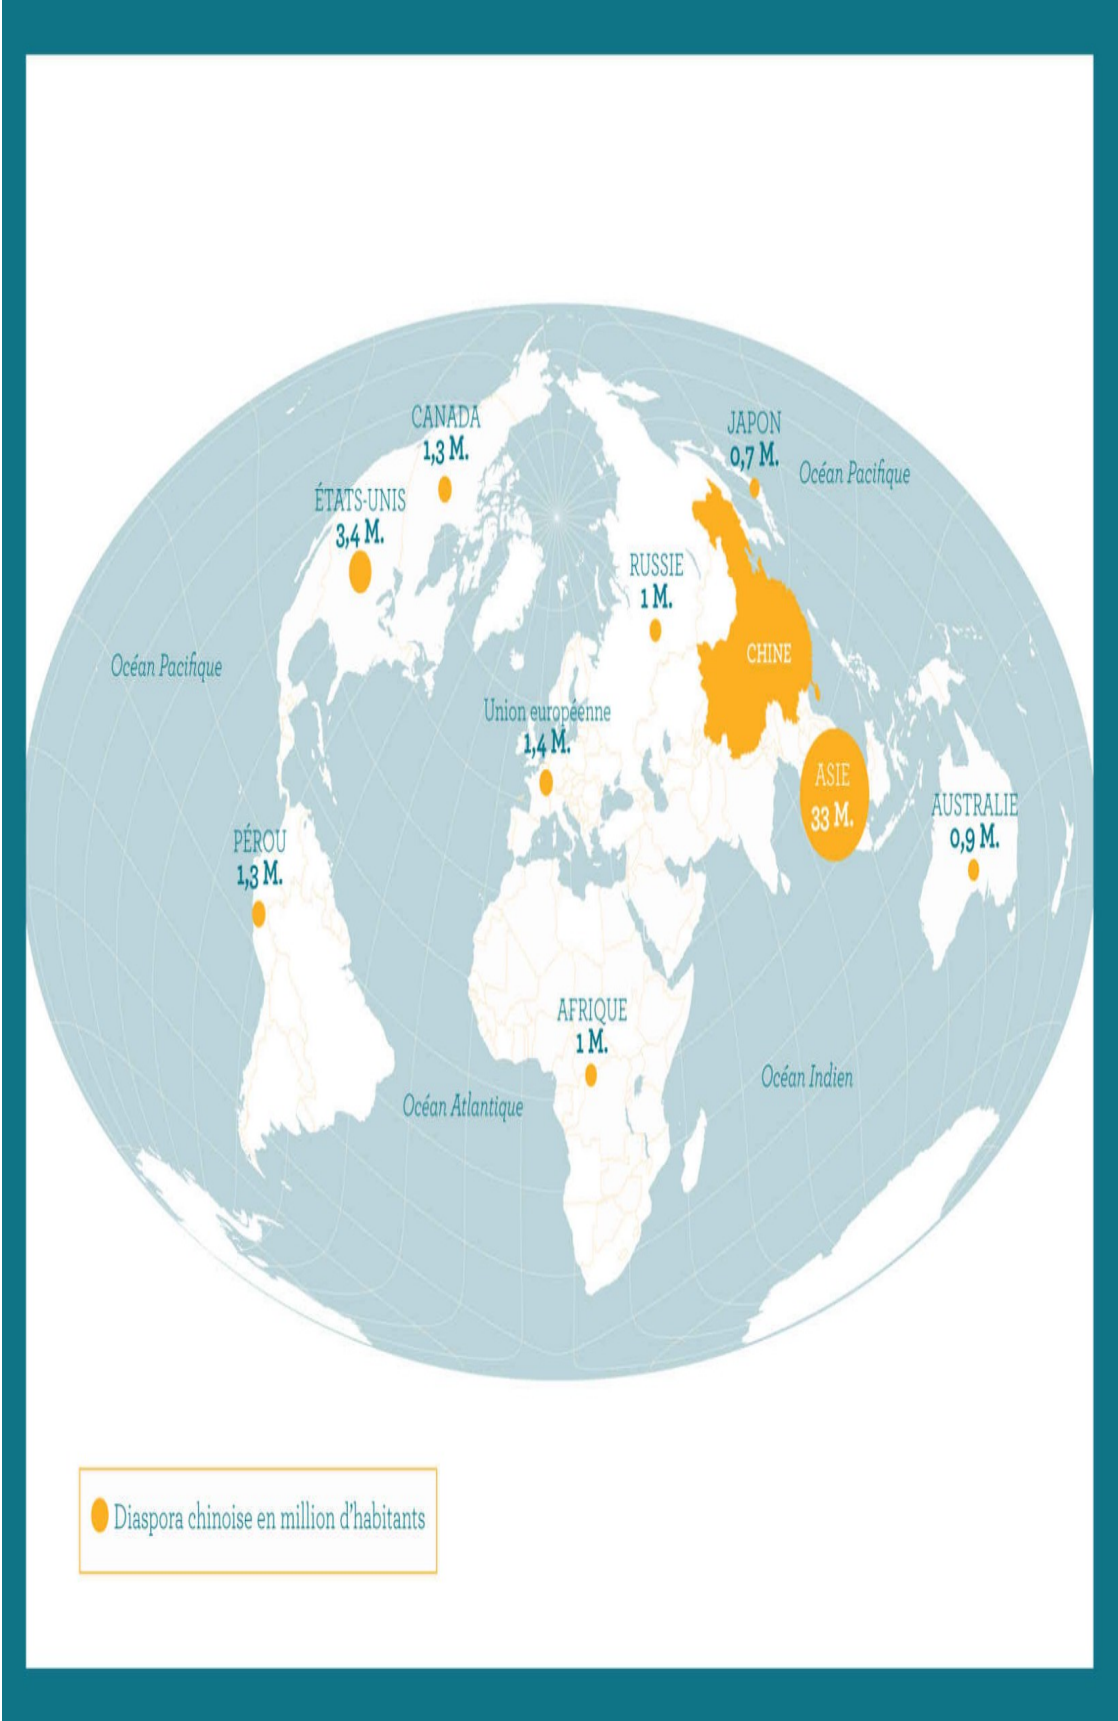 CANADA
1,3 M.
JAPON
0,7 M.
Océan Pacifique
ÉTATS-UNIS
3,4 M.
RUSSIE
1 M.
CHINE
Océan Pacifique
Union européenne
1,4 M.
ASIE
33 M.
AUSTRALIE
0,9 M.
PÉROU
1,3 M.
AFRIQUE
1 M.
Océan Indien
Océan Atlantique
Diaspora chinoise en million d'habitants